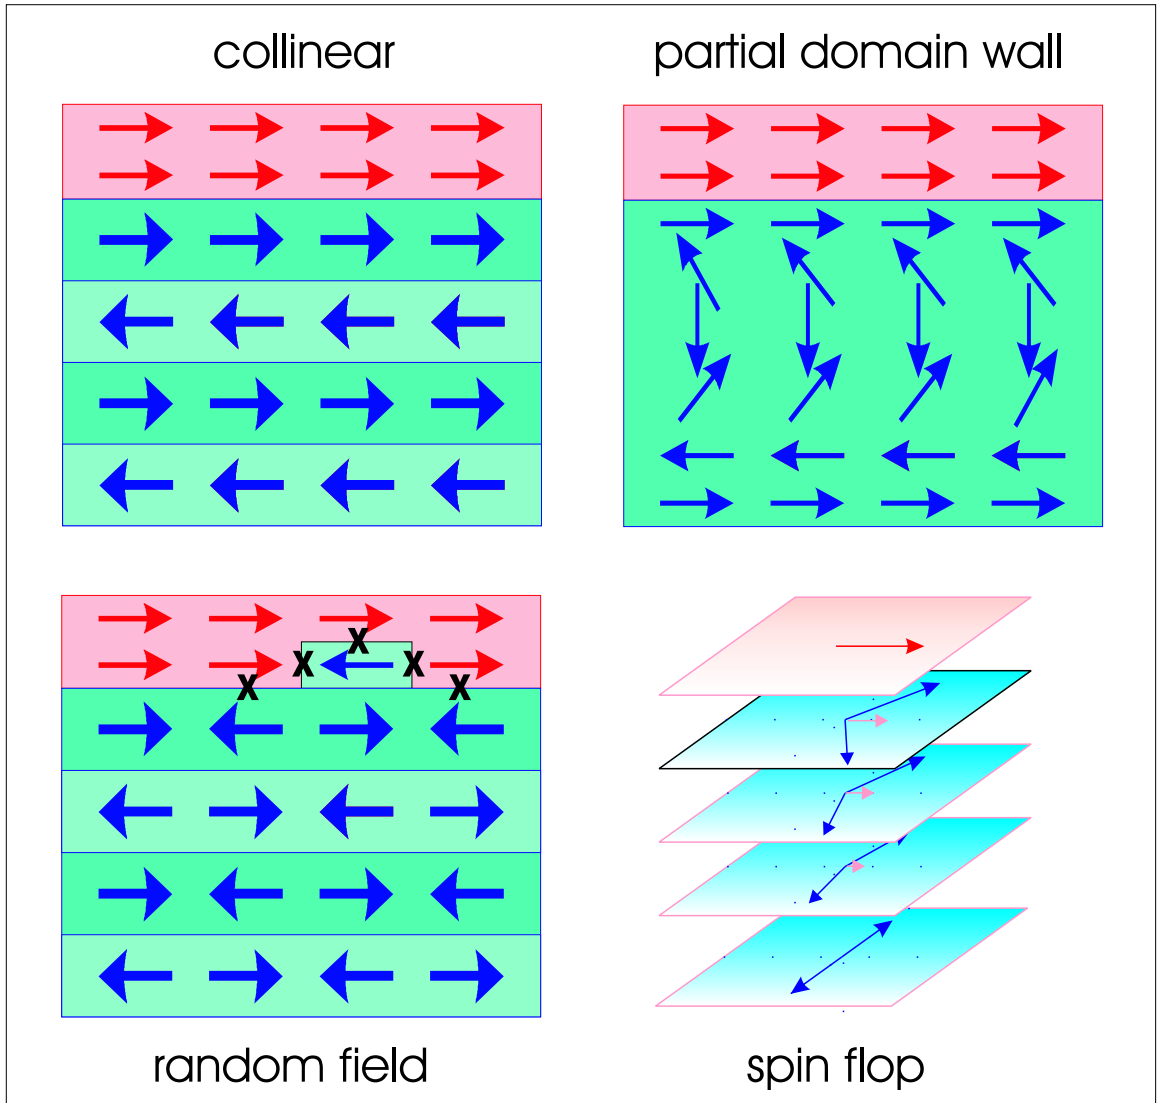 collinear
partial domain wall
X
X
X
X
X
random field
spin flop